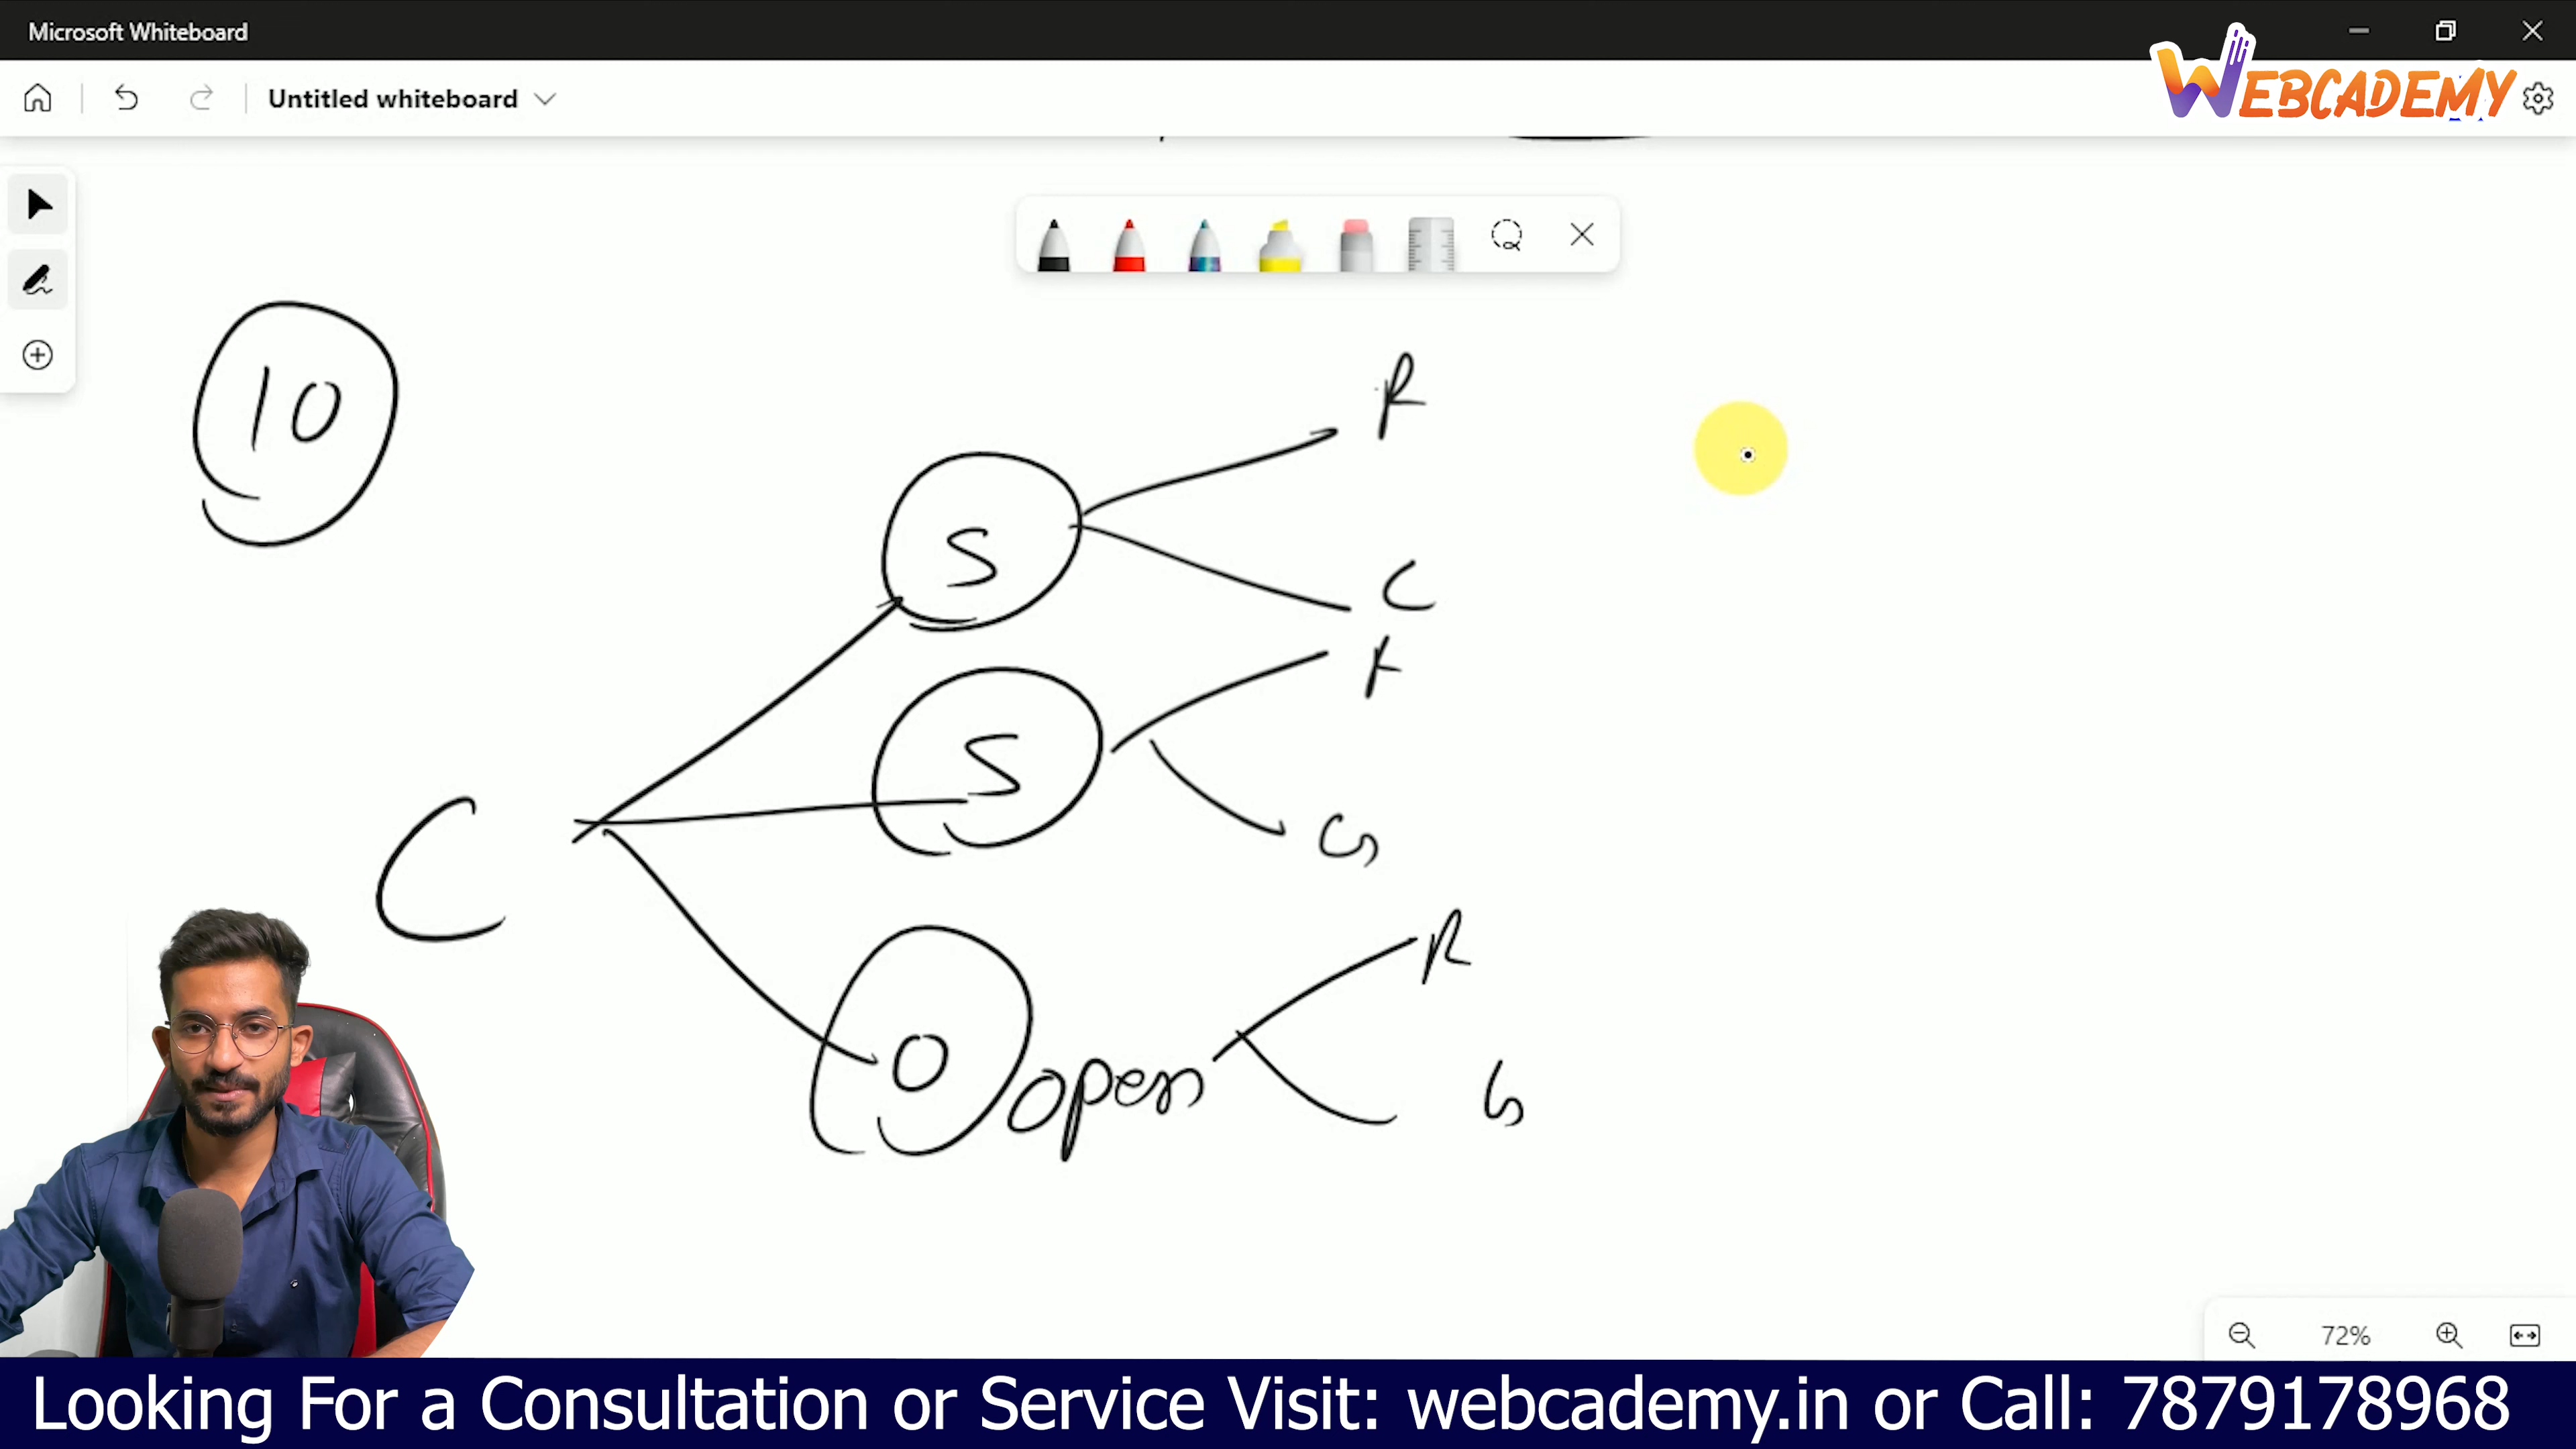 Microsoft Whiteboard
Untitled whiteboard
WEBCADEMY
10
R
S
C
S
G
C
R
O open
G
72%
Looking For a Consultation or Service Visit: webcademy.in or Call: 7879178968